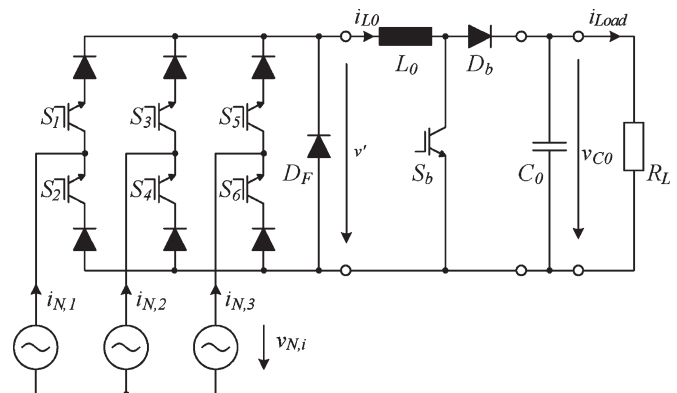 i_L0 i_Load
L_0 D_b
S_1 S_3 S_5
D_F v' S_b C_0 v_C0 R_L
S_2 S_4 S_6
i_N,1 i_N,2 i_N,3
v_N,i